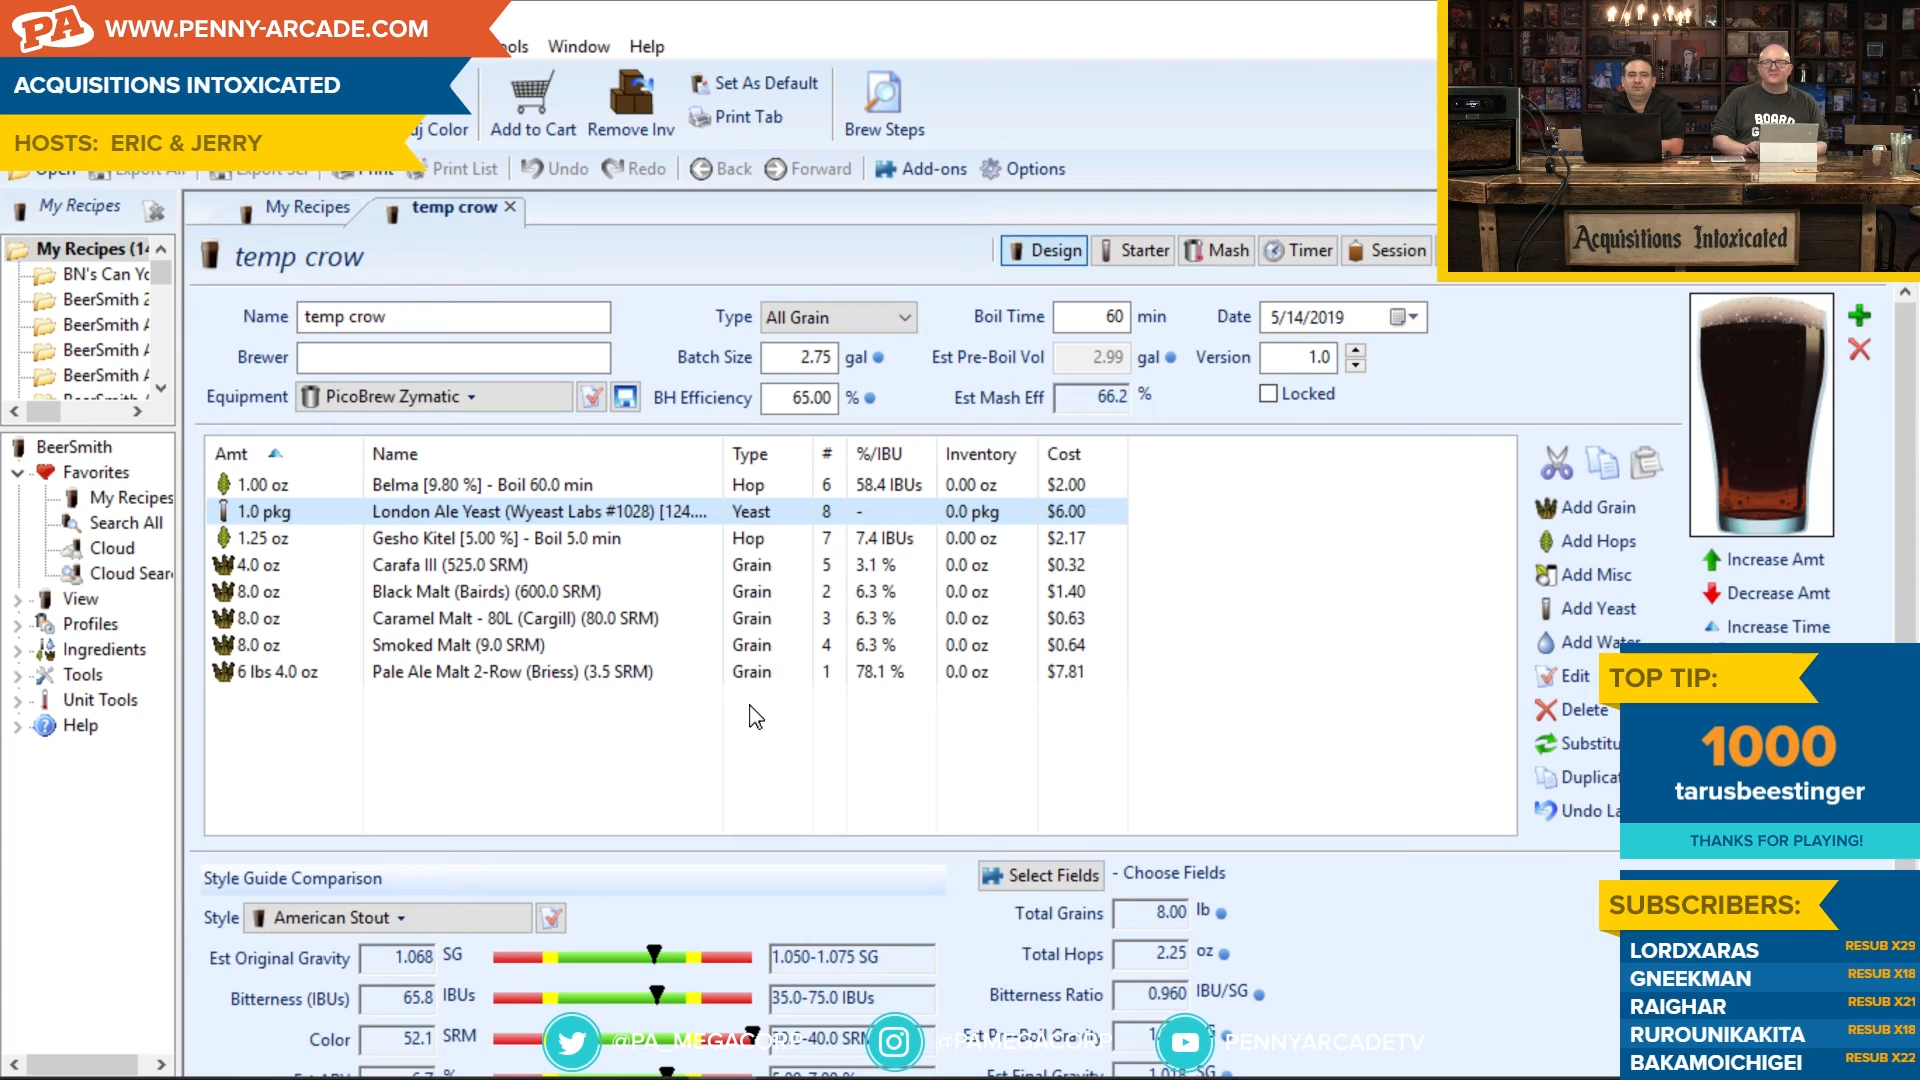 PA WWW.PENNY-ARCADE.COM
ACQUISITIONS INTOXICATED
HOSTS: ERIC & JERRY
Window Help
Color
Add to Cart
Remove Inv
Set As Default
Print Tab
Brew Steps
Open
Print
Print List
Undo
Redo
Back
Forward
Add-ons
Options
BOARD
Acquisitions Intoxicated
My Recipes
My Recipes
temp crow
My Recipes (14
BN's Can Yo
BeerSmith 2
BeerSmith A
BeerSmith A
BeerSmith A
BeerSmith
Favorites
My Recipes
Search All
Cloud
Cloud Sear
View
Profiles
Ingredients
Tools
Unit Tools
Help
temp crow
Design
Starter
Mash
Timer
Session
Name temp crow
Type All Grain
Boil Time 60 min
Date 5/14/2019
Brewer
Batch Size 2.75 gal
Est Pre-Boil Vol 2.99 gal
Version 1.0
Equipment PicoBrew Zymatic
BH Efficiency 65.00 %
Est Mash Eff 66.2 %
Locked
Amt Name Type # %/IBU Inventory Cost
1.00 oz Belma [9.80 %] - Boil 60.0 min Hop 6 58.4 IBUs 0.00 oz $2.00
1.0 pkg London Ale Yeast (Wyeast Labs #1028) [124.... Yeast 8 - 0.0 pkg $6.00
1.25 oz Gesho Kitel [5.00 %] - Boil 5.0 min Hop 7 7.4 IBUs 0.00 oz $2.17
4.0 oz Carafa III (525.0 SRM) Grain 5 3.1 % 0.0 oz $0.32
8.0 oz Black Malt (Bairds) (600.0 SRM) Grain 2 6.3 % 0.0 oz $1.40
8.0 oz Caramel Malt - 80L (Cargill) (80.0 SRM) Grain 3 6.3 % 0.0 oz $0.63
8.0 oz Smoked Malt (9.0 SRM) Grain 4 6.3 % 0.0 oz $0.64
6 lbs 4.0 oz Pale Ale Malt 2-Row (Briess) (3.5 SRM) Grain 1 78.1 % 0.0 oz $7.81
Add Grain
Add Hops
Add Misc
Add Yeast
Add Water
Edit
Delete
Substitu
Duplicat
Undo La
Increase Amt
Decrease Amt
Increase Time
TOP TIP:
1000
tarusbeestinger
THANKS FOR PLAYING!
SUBSCRIBERS:
LORDXARAS RESUB X29
GNEEKMAN RESUB X18
RAIGHAR RESUB X21
RUROUNIKAKITA RESUB X18
BAKAMOICHIGEI RESUB X22
Style Guide Comparison
Style American Stout
Est Original Gravity 1.068 SG 1.050-1.075 SG
Bitterness (IBUs) 65.8 IBUs 35.0-75.0 IBUs
Color 52.1 SRM
Select Fields - Choose Fields
Total Grains 8.00 lb
Total Hops 2.25 oz
Bitterness Ratio 0.960 IBU/SG
Est Pre-Boil Gravity
Est Final Gravity 1.018 SG
@PA_MEGACORP
@PAMEGACORP
PENNYARCADETV